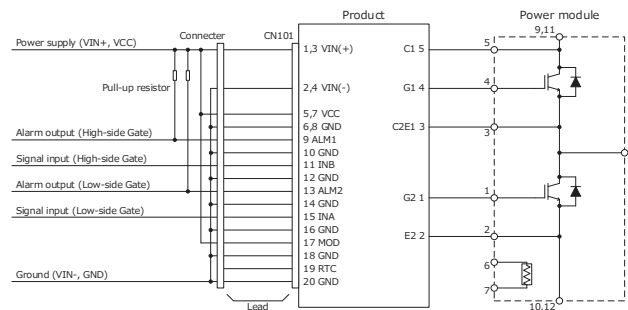 Product
Power module
Connecter
CN101
9,11
Power supply (VIN+, VCC)
1,3 VIN(+)
C1 5
5
Pull-up resistor
2,4 VIN(-)
G1 4
4
5,7 VCC
6,8 GND
C2E1 3
3
Alarm output (High-side Gate)
9 ALM1
10 GND
Signal input (High-side Gate)
11 INB
12 GND
Alarm output (Low-side Gate)
13 ALM2
G2 1
1
14 GND
Signal input (Low-side Gate)
15 INA
16 GND
E2 2
2
17 MOD
18 GND
6
19 RTC
Ground (VIN-, GND)
20 GND
7
Lead
10,12